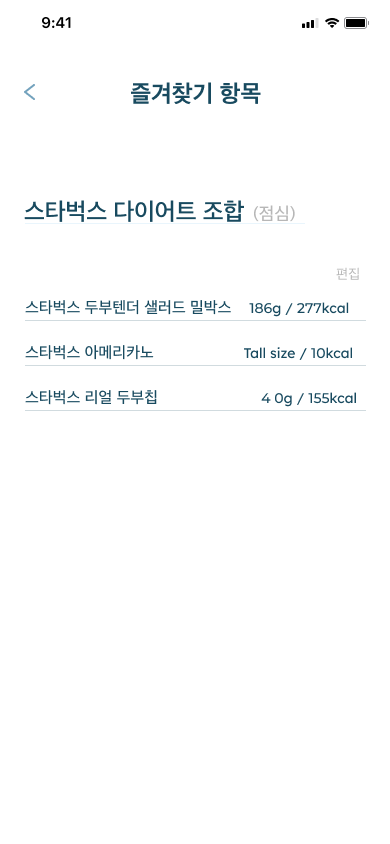 9:41
즐겨찾기 항목
스타벅스 다이어트 조합 (점심)
편집
스타벅스 두부텐더 샐러드 밀박스 186g / 277kcal
스타벅스 아메리카노 Tall size / 10kcal
스타벅스 리얼 두부칩 4 0g / 155kcal